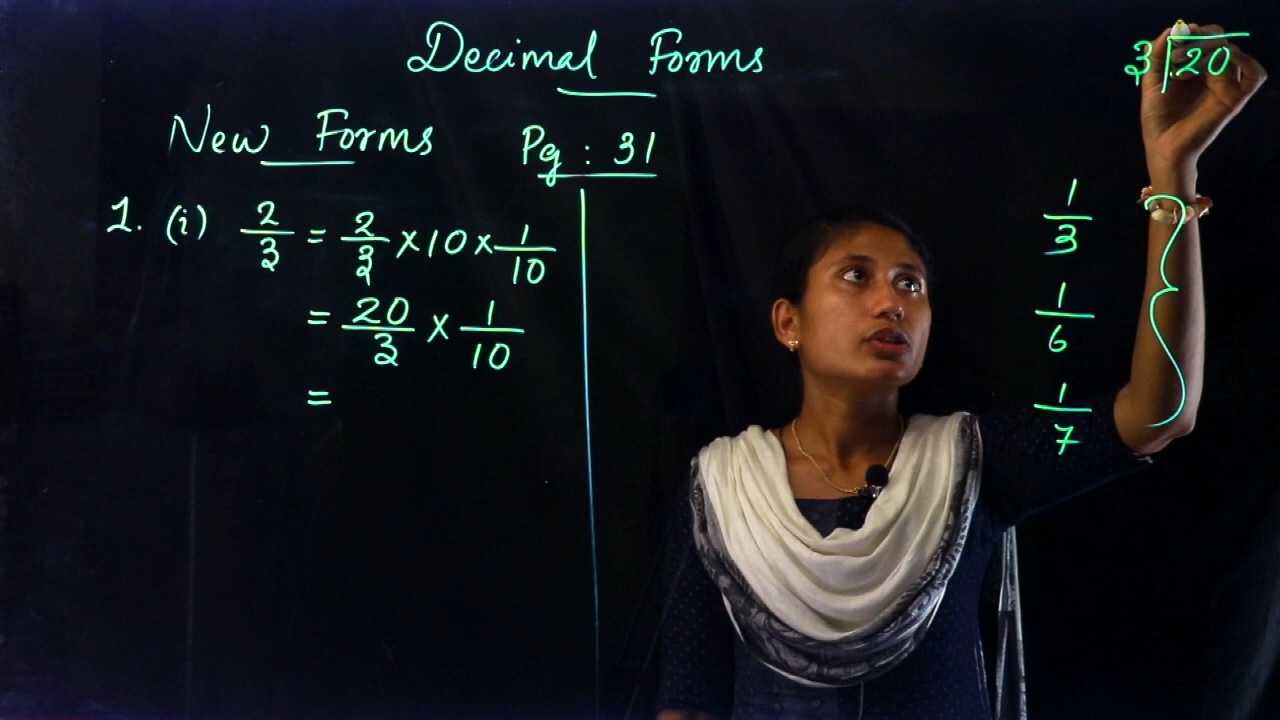 Decimal Forms
New Forms Pg : 31
1. (i) 2/3 = 2/3 × 10 × 1/10
= 20/3 × 1/10
=
3 20
1/3
1/6
1/7